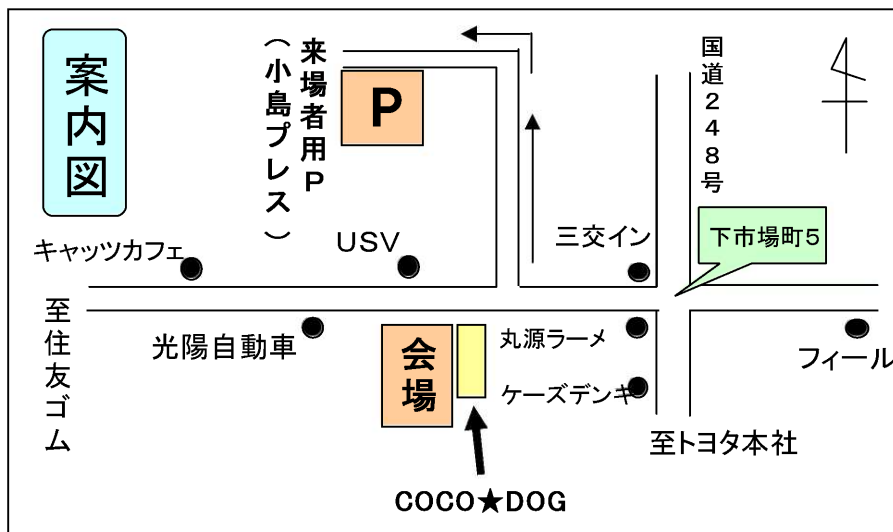 案内図
来場者用P
（小島プレス）
P
国道248号
下市場町5
三交イン
USV
キャッツカフェ
至住友ゴム
光陽自動車
会場
丸源ラーメ
ケーズデンキ
フィール
至トヨタ本社
COCO★DOG